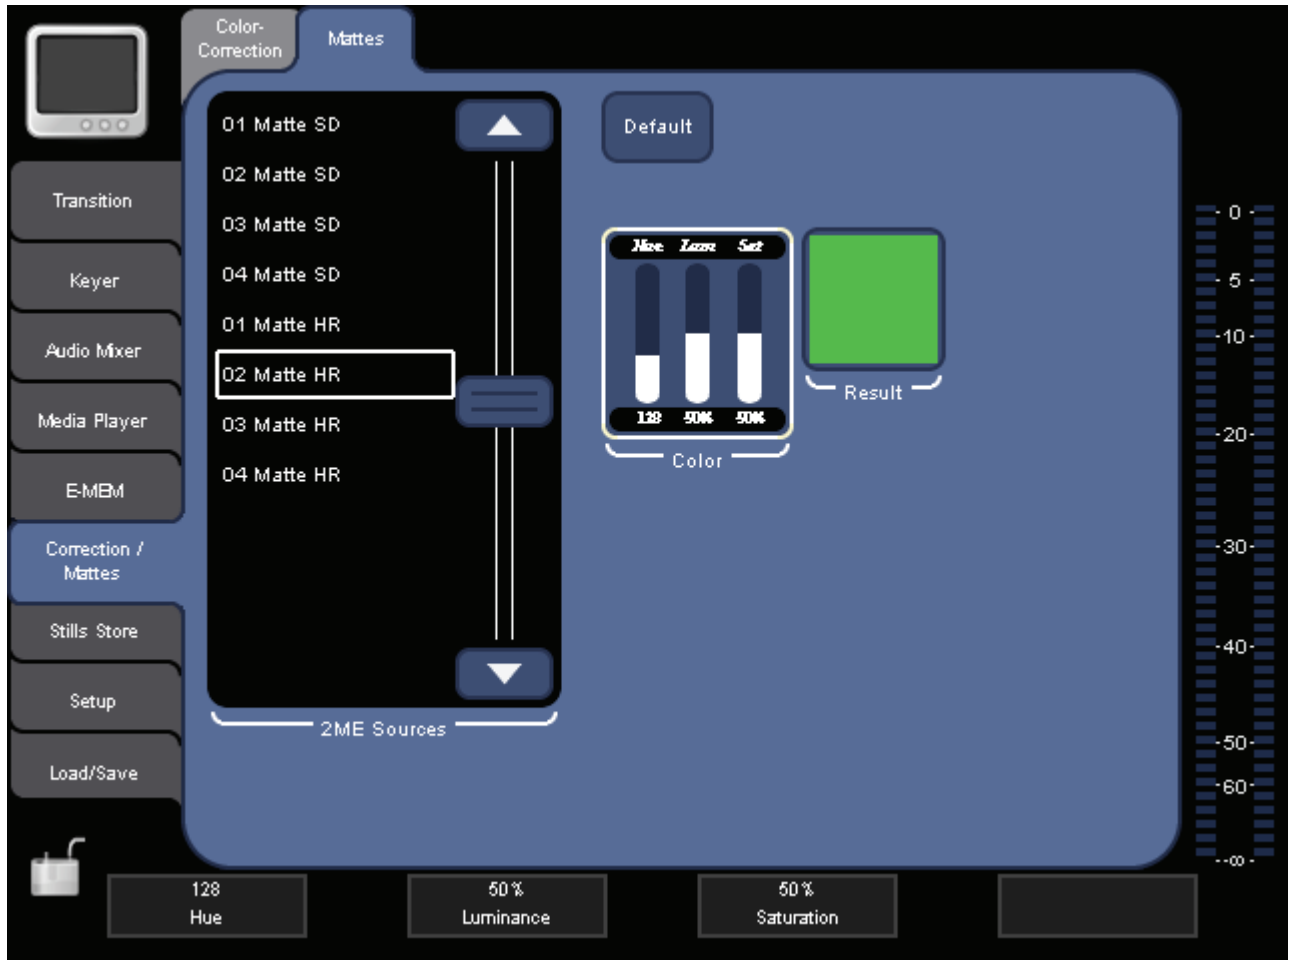 Color-
Correction
Mattes
Transition
Keyer
Audio Mixer
Media Player
E-MEM
Correction /
Mattes
Stills Store
Setup
Load/Save
01 Matte SD
02 Matte SD
03 Matte SD
04 Matte SD
01 Matte HR
02 Matte HR
03 Matte HR
04 Matte HR
2ME Sources
Default
Hue Lum Sat
128 50% 50%
Color
Result
0
5
10
20
30
40
50
60
-∞
128
Hue
50%
Luminance
50%
Saturation